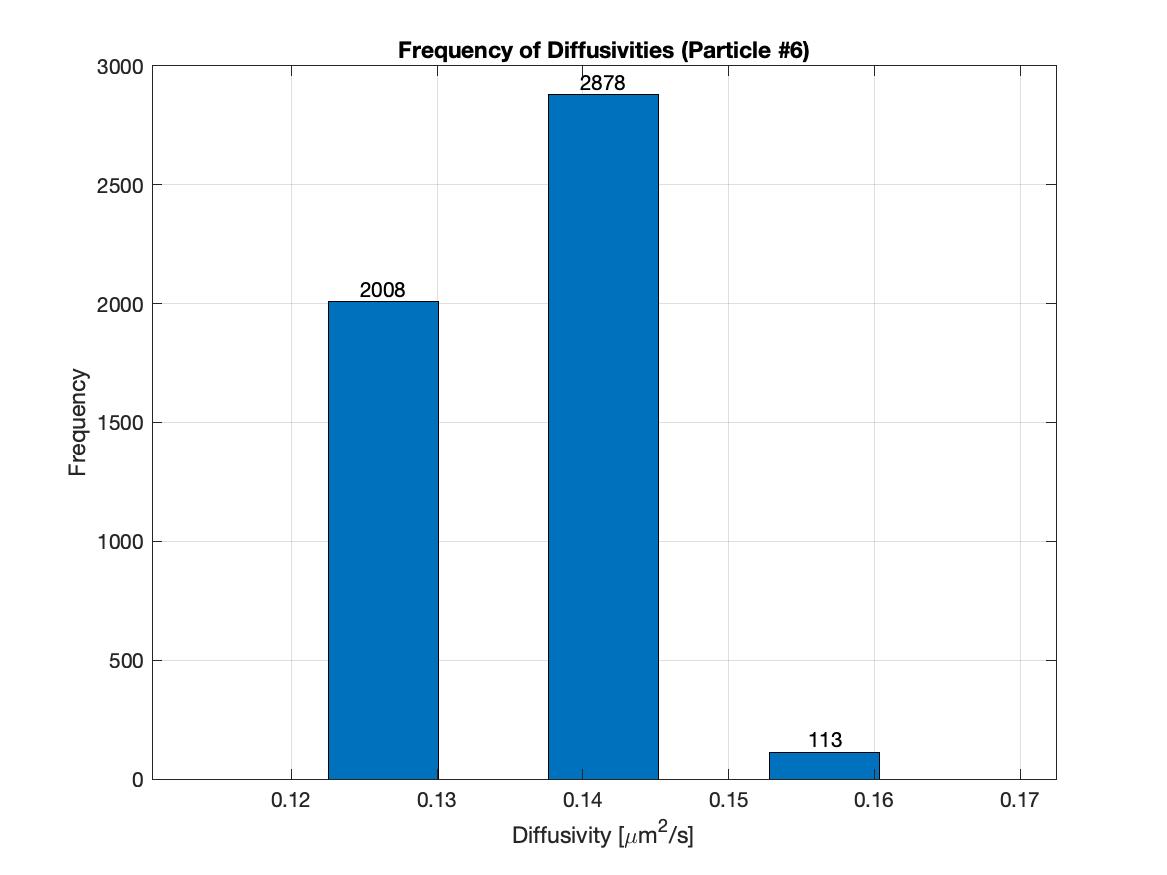 Frequency of Diffusivities (Particle #6)
3000
2878
2500
2008
2000
1500
1000
500
113
0
0.12 0.13 0.14 0.15 0.16 0.17
Frequency
Diffusivity [μm²/s]